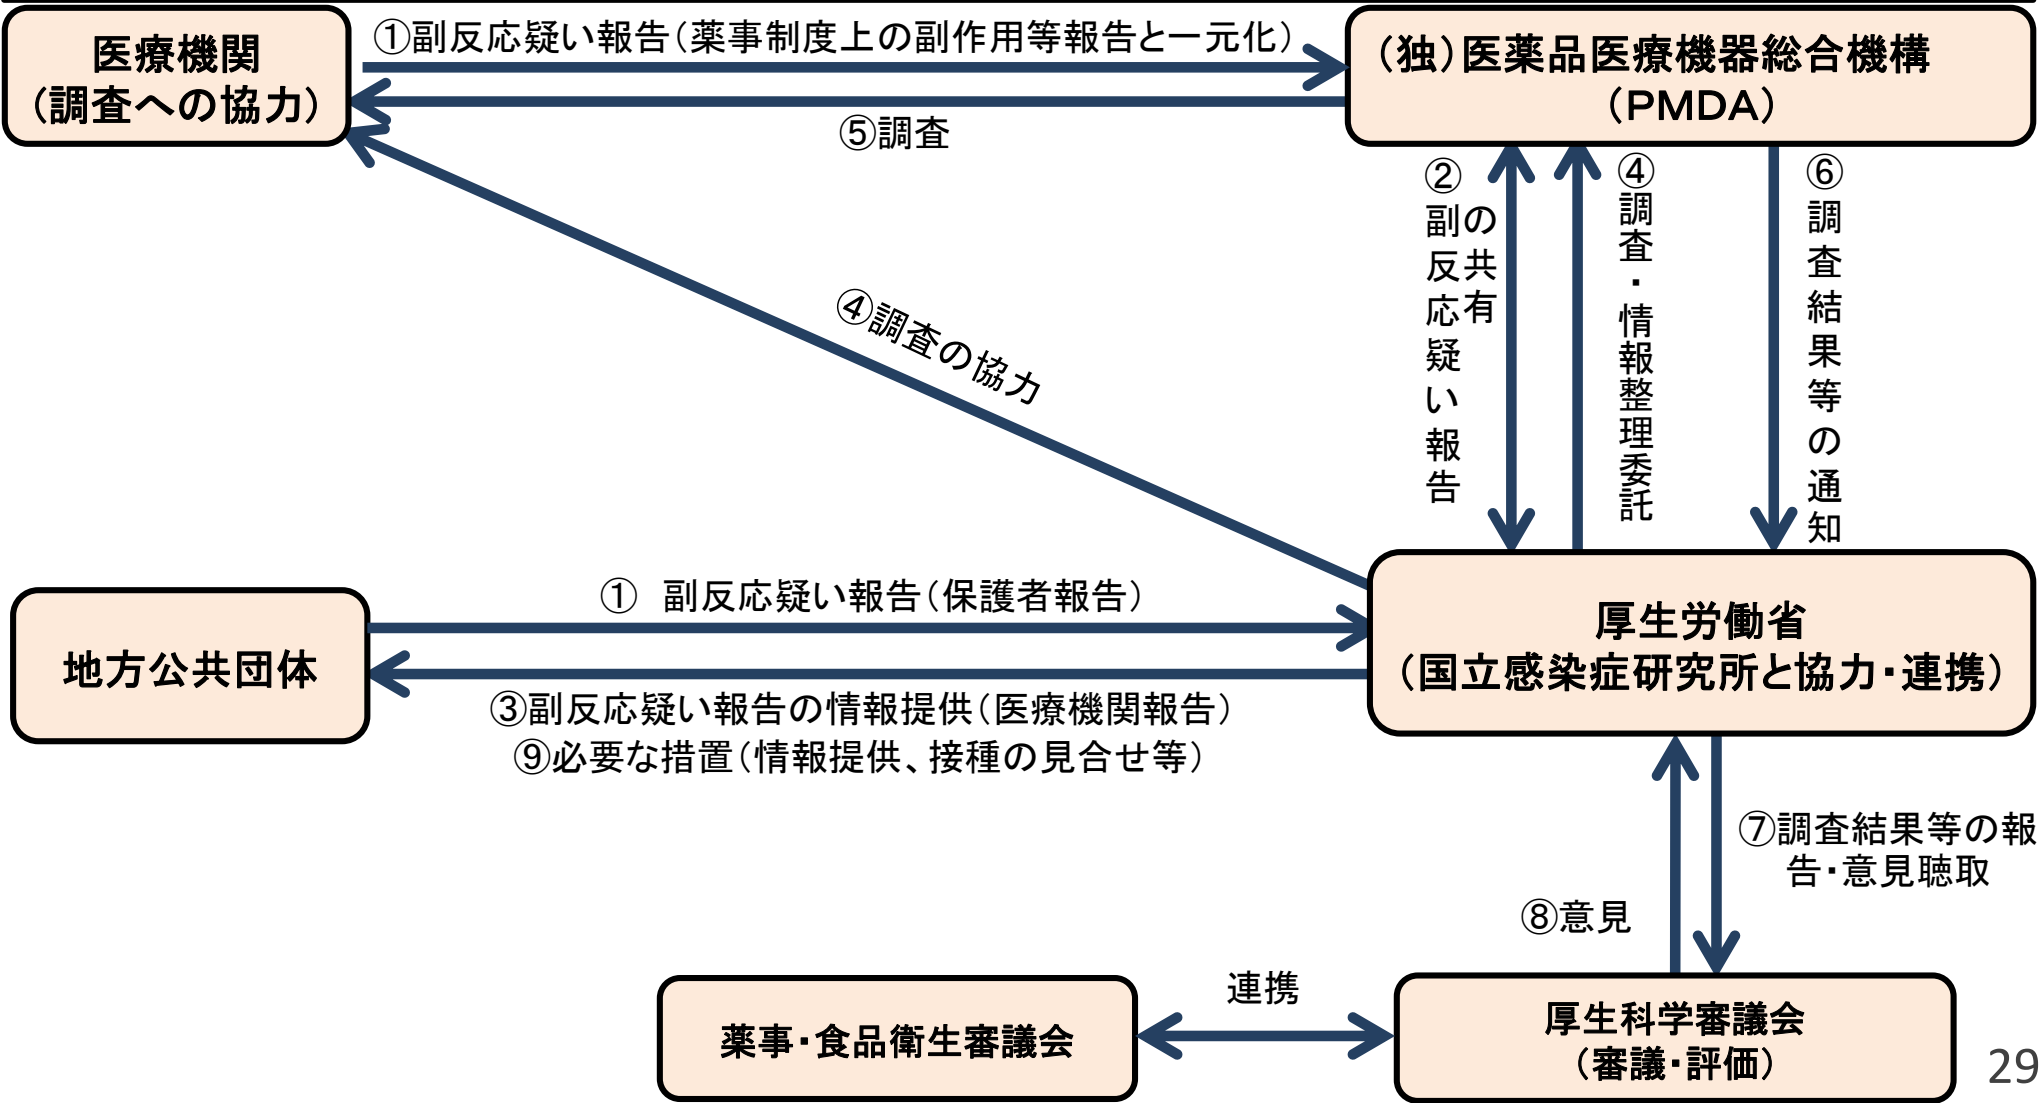 ①副反応疑い報告（薬事制度上の副作用等報告と一元化）
医療機関
（調査への協力）
（独）医薬品医療機器総合機構
（PMDA）
⑤調査
②副反応疑い報告
の共有
④調査・情報整理委託
⑥調査結果等の通知
④調査の協力
① 副反応疑い報告（保護者報告）
地方公共団体
厚生労働省
（国立感染症研究所と協力・連携）
③副反応疑い報告の情報提供（医療機関報告）
⑨必要な措置（情報提供、接種の見合せ等）
⑦調査結果等の報
告・意見聴取
⑧意見
連携
薬事・食品衛生審議会
厚生科学審議会
（審議・評価）
29